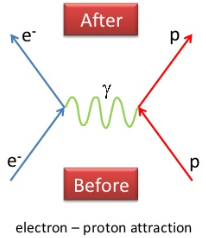 After
e- p
γ
e- p
Before
electron – proton attraction